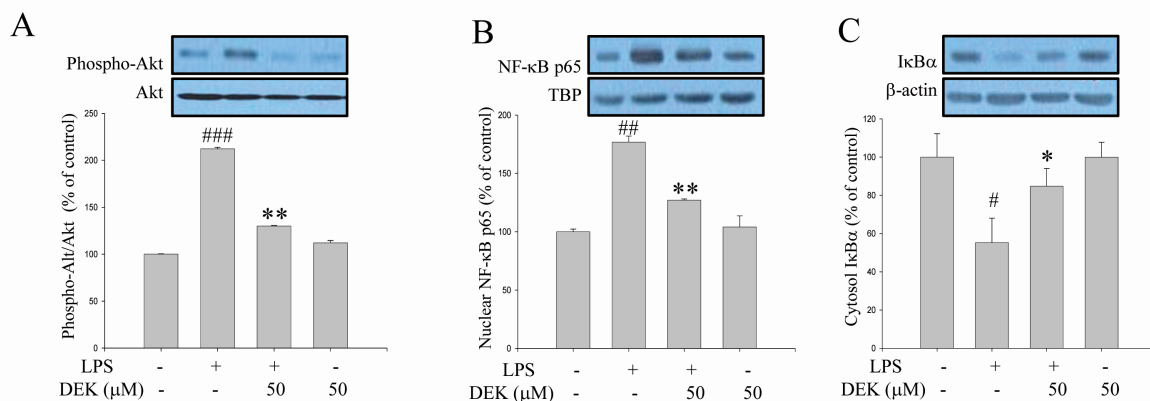 A
Phospho-Akt
Akt
Phospho-Alt/Akt (% of control)
250
200
150
100
50
0
###
**
LPS - + + -
DEK (μM) - - 50 50
B
NF-κB p65
TBP
Nuclear NF-κB p65 (% of control)
200
150
100
50
0
##
**
LPS - + + -
DEK (μM) - - 50 50
C
IκBα
β-actin
Cytosol IκBα (% of control)
120
100
80
60
40
20
0
#
*
LPS - + + -
DEK (μM) - - 50 50